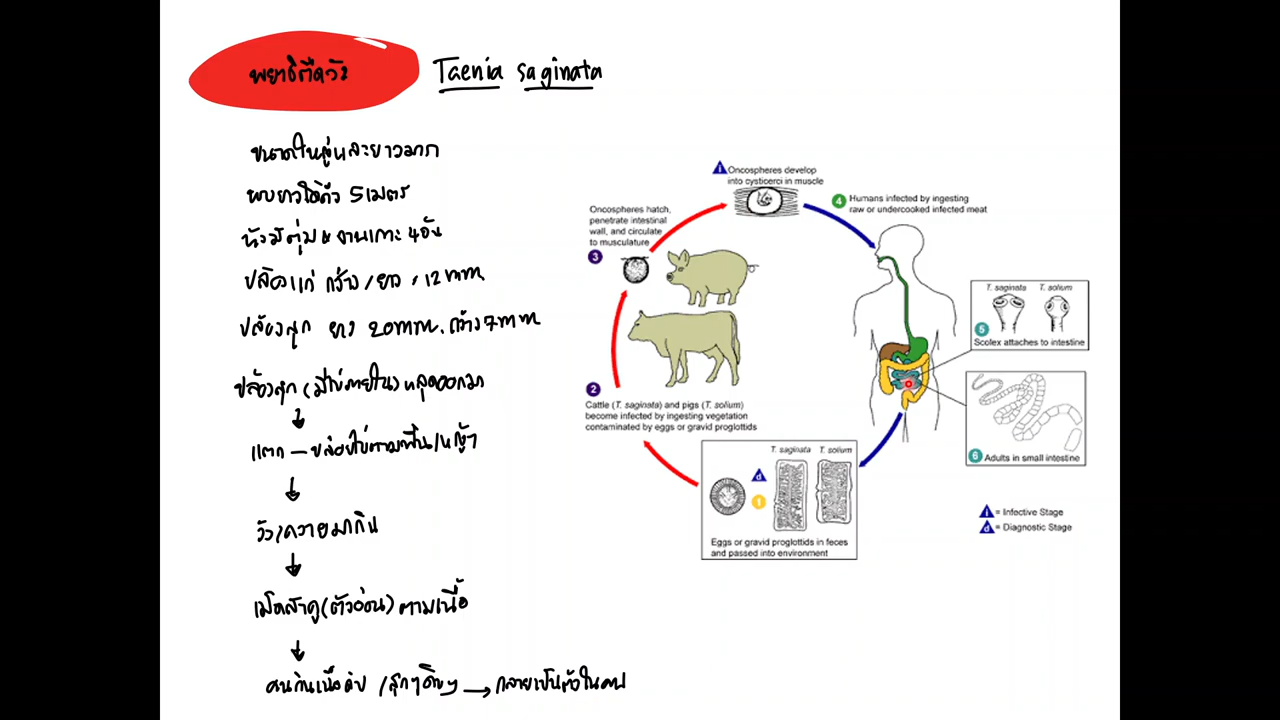 พยาธิตืดวัว
Taenia saginata
ขนาดใหญ่และยาวมาก
พบยาวได้ถึง 5 เมตร
หัวมีตุ่ม
ยึดเกาะ 4 อัน
ปล้องแก่ กว้าง/ยาว 12 mm
ปล้องสุก ยาว 20 mm. กว้าง 7 mm
ปล้องสุก (มีไข่ภายใน) หลุดออกมา
↓
แตก — ปล่อยไข่ตามพื้น/หญ้า
↓
วัว/ควายมากิน
↓
เม็ดสาคู (ตัวอ่อน) ตามเนื้อ
↓
คนกินเนื้อดิบ /สุกๆดิบๆ → กลายเป็นตัวในคน
i Oncospheres develop
into cysticerci in muscle
Oncospheres hatch,
penetrate intestinal
wall, and circulate
to musculature
3
4 Humans infected by ingesting
raw or undercooked infected meat
T. saginata T. solium
5
Scolex attaches to intestine
6 Adults in small intestine
2
Cattle (T. saginata) and pigs (T. solium)
become infected by ingesting vegetation
contaminated by eggs or gravid proglottids
T. saginata T. solium
d
1
Eggs or gravid proglottids in feces
and passed into environment
i = Infective Stage
d = Diagnostic Stage